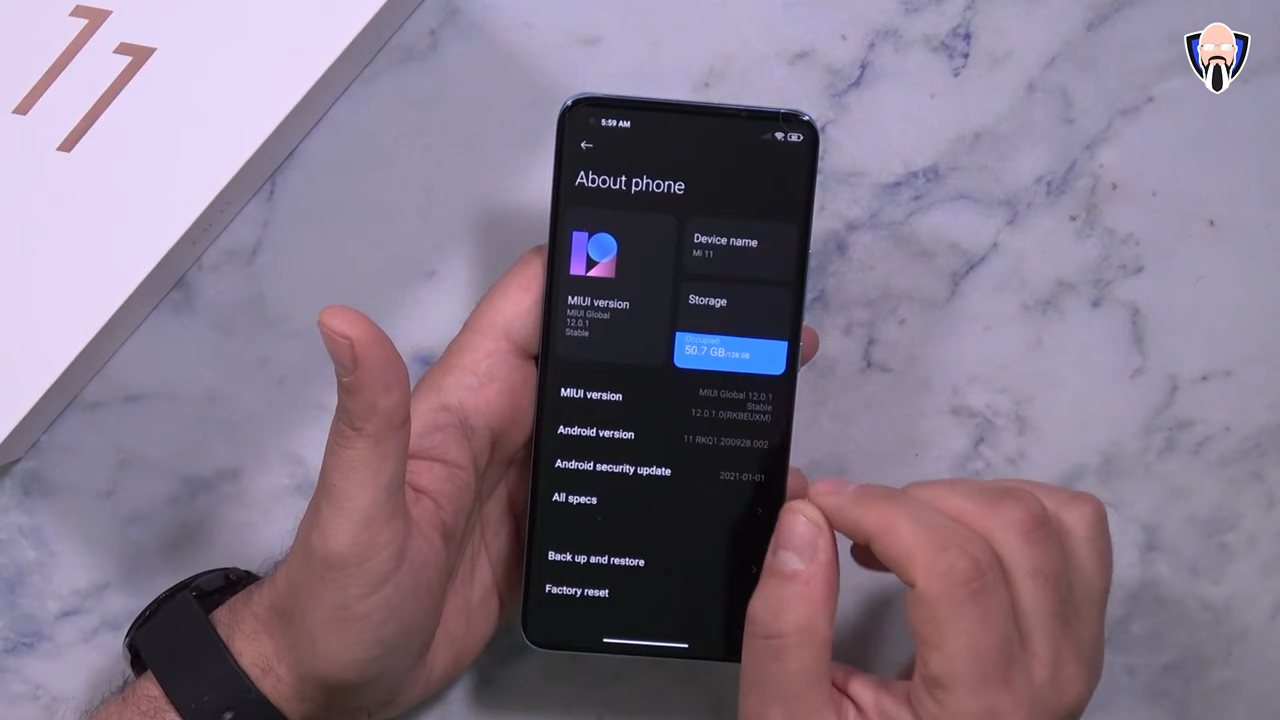 11
5:59 AM
About phone
MIUI version
MIUI Global
12.0.1
Stable
Device name
Mi 11
Storage
Occupied
50.7 GB/128 GB
MIUI version
MIUI Global 12.0.1
Stable
12.0.1.0(RKBEUXM)
Android version
11 RKQ1.200928.002
Android security update
2021-01-01
All specs
Back up and restore
Factory reset